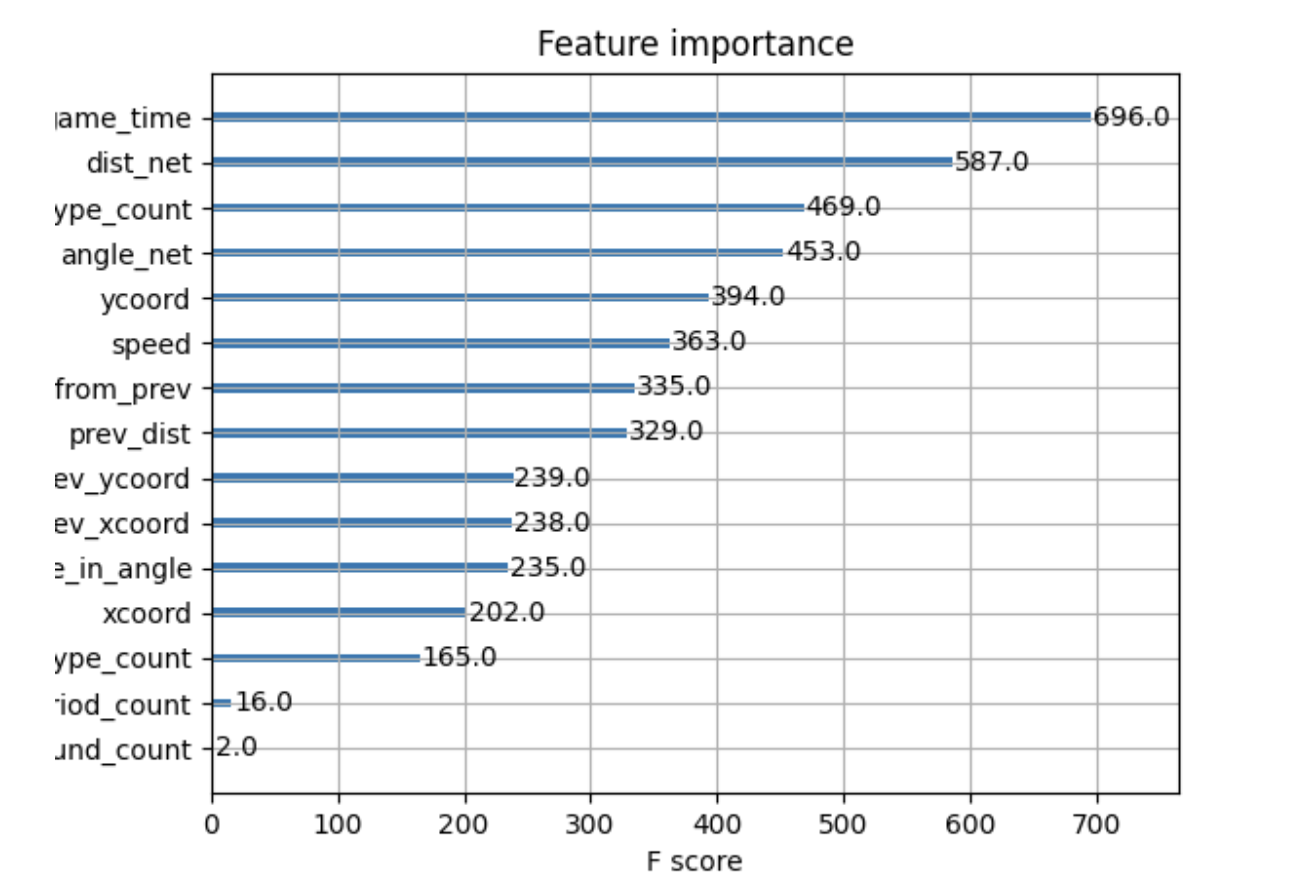 Feature importance
game_time 696.0
dist_net 587.0
ype_count 469.0
angle_net 453.0
ycoord 394.0
speed 363.0
from_prev 335.0
prev_dist 329.0
ev_ycoord 239.0
ev_xcoord 238.0
e_in_angle 235.0
xcoord 202.0
ype_count 165.0
riod_count 16.0
und_count 2.0
0 100 200 300 400 500 600 700
F score